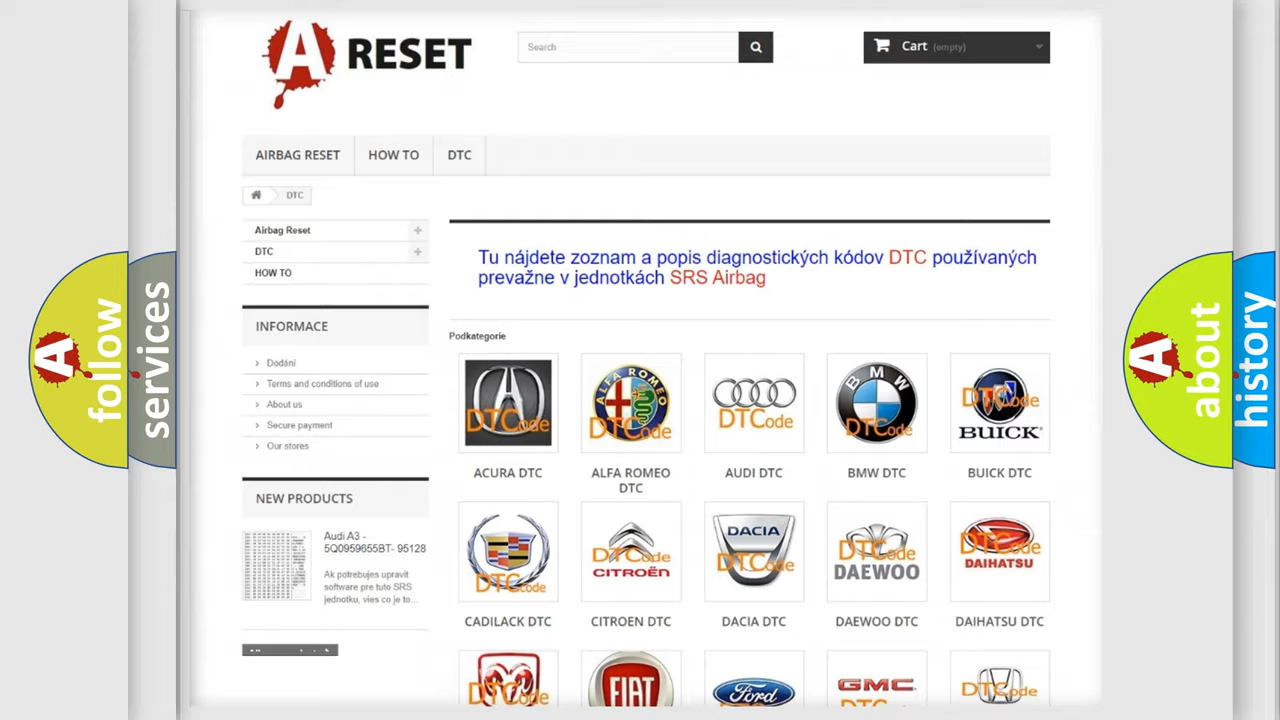 A RESET
Search
Cart (empty)
AIRBAG RESET
HOW TO
DTC
DTC
Airbag Reset
DTC
HOW TO
INFORMACE
Dodání
Terms and conditions of use
About us
Secure payment
Our stores
NEW PRODUCTS
Audi A3 -
5Q0959655BT- 95128
Ak potrebujes upravit
software pre tuto SRS
jednotku, vies co je to...
Tu nájdete zoznam a popis diagnostických kódov DTC používaných
prevažne v jednotkách SRS Airbag
Podkategorie
DTCode
ALFA ROMEO
DTCode
DTCode
BMW
DTCode
DTCode
BUICK
ACURA DTC
ALFA ROMEO
DTC
AUDI DTC
BMW DTC
BUICK DTC
DTCode
DTCode
CITROËN
DACIA
DTCode
DTCode
DAEWOO
DTCode
DAIHATSU
CADILACK DTC
CITROEN DTC
DACIA DTC
DAEWOO DTC
DAIHATSU DTC
DTCode
FIAT
Ford
GMC
DTCode
A follow
services
A about
history